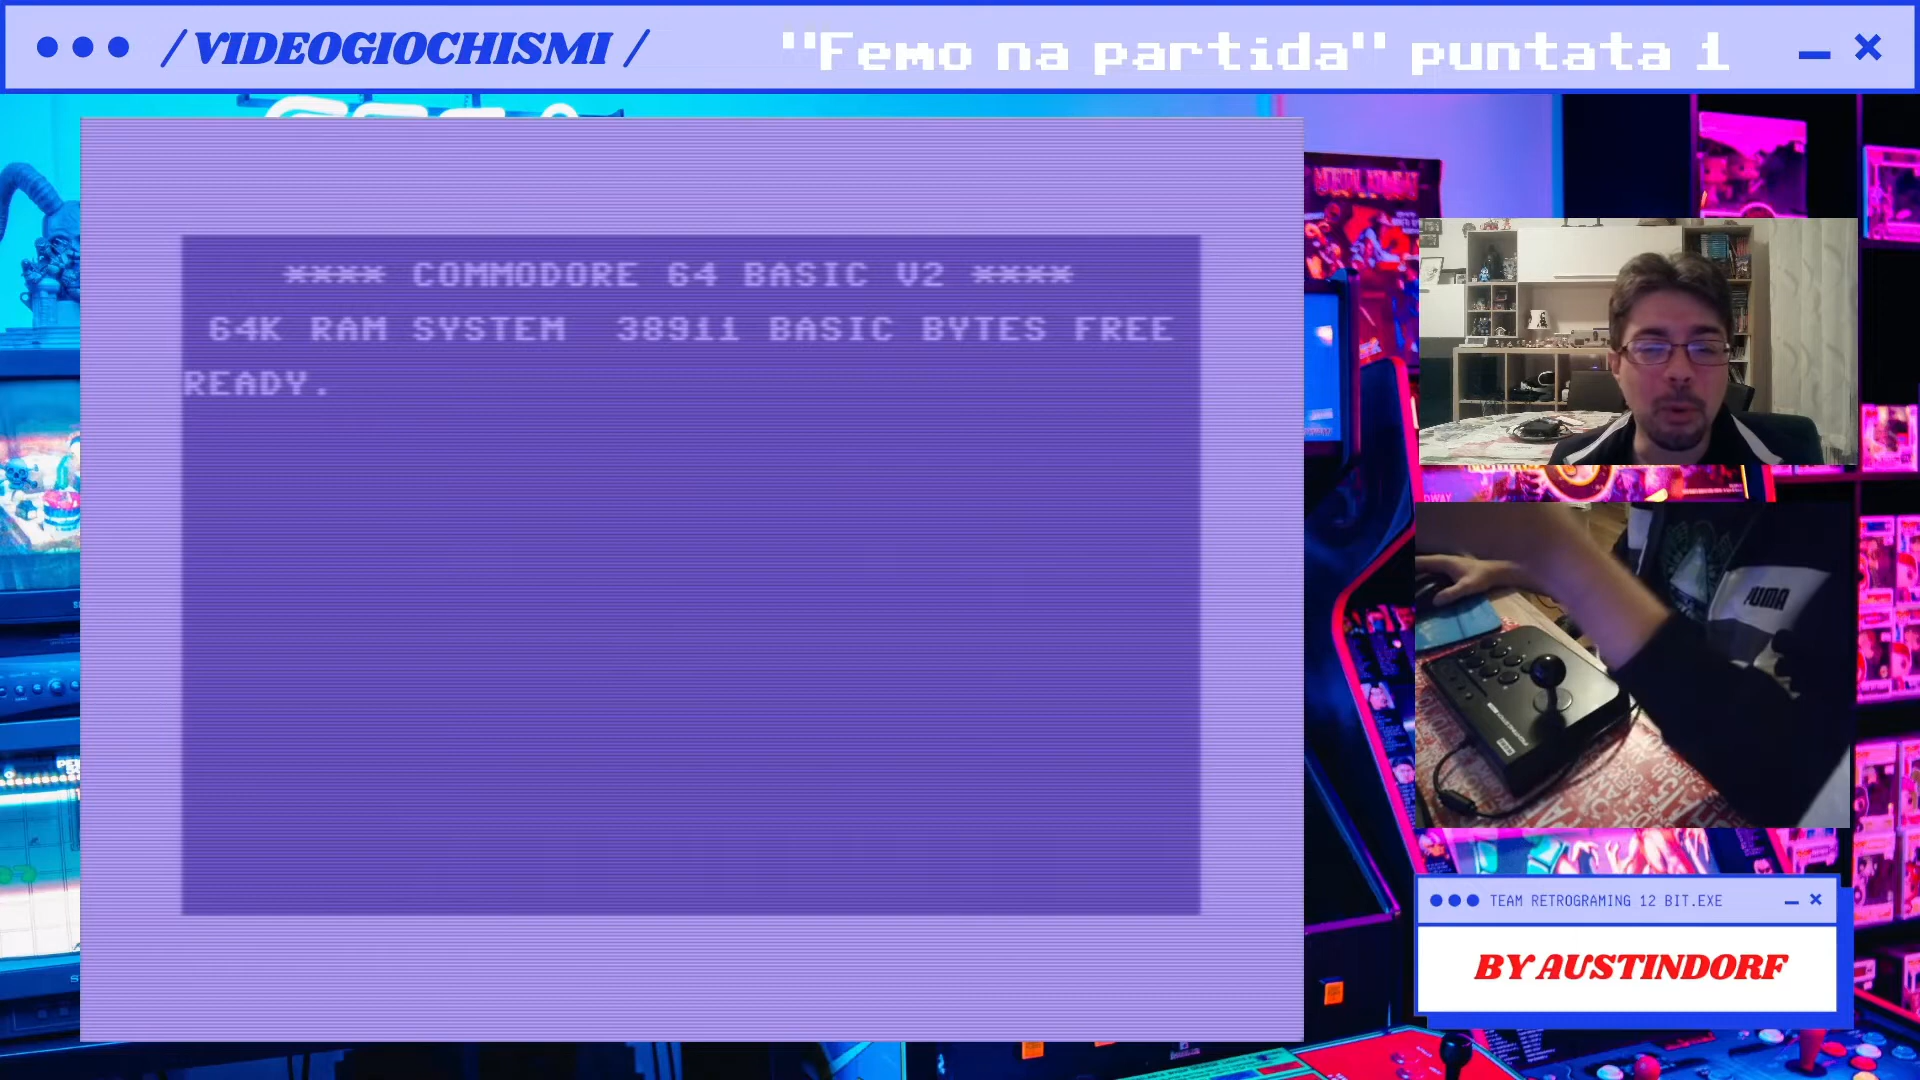 / VIDEOGIOCHISMI /
"Femo na partida" puntata 1
**** COMMODORE 64 BASIC V2 ****
64K RAM SYSTEM  38911 BASIC BYTES FREE
READY.
PUMA
TEAM RETROGRAMING 12 BIT.EXE
BY AUSTINDORF